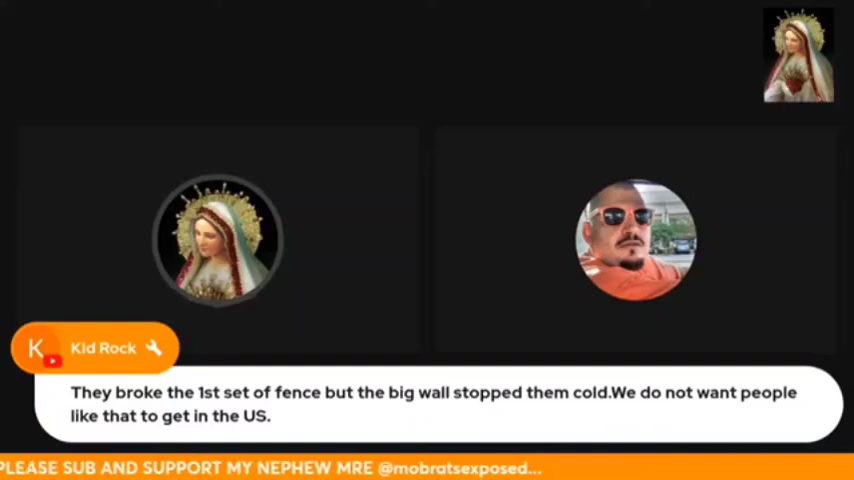 K Kid Rock
They broke the 1st set of fence but the big wall stopped them cold.We do not want people
like that to get in the US.
PLEASE SUB AND SUPPORT MY NEPHEW MRE @mobratsexposed...